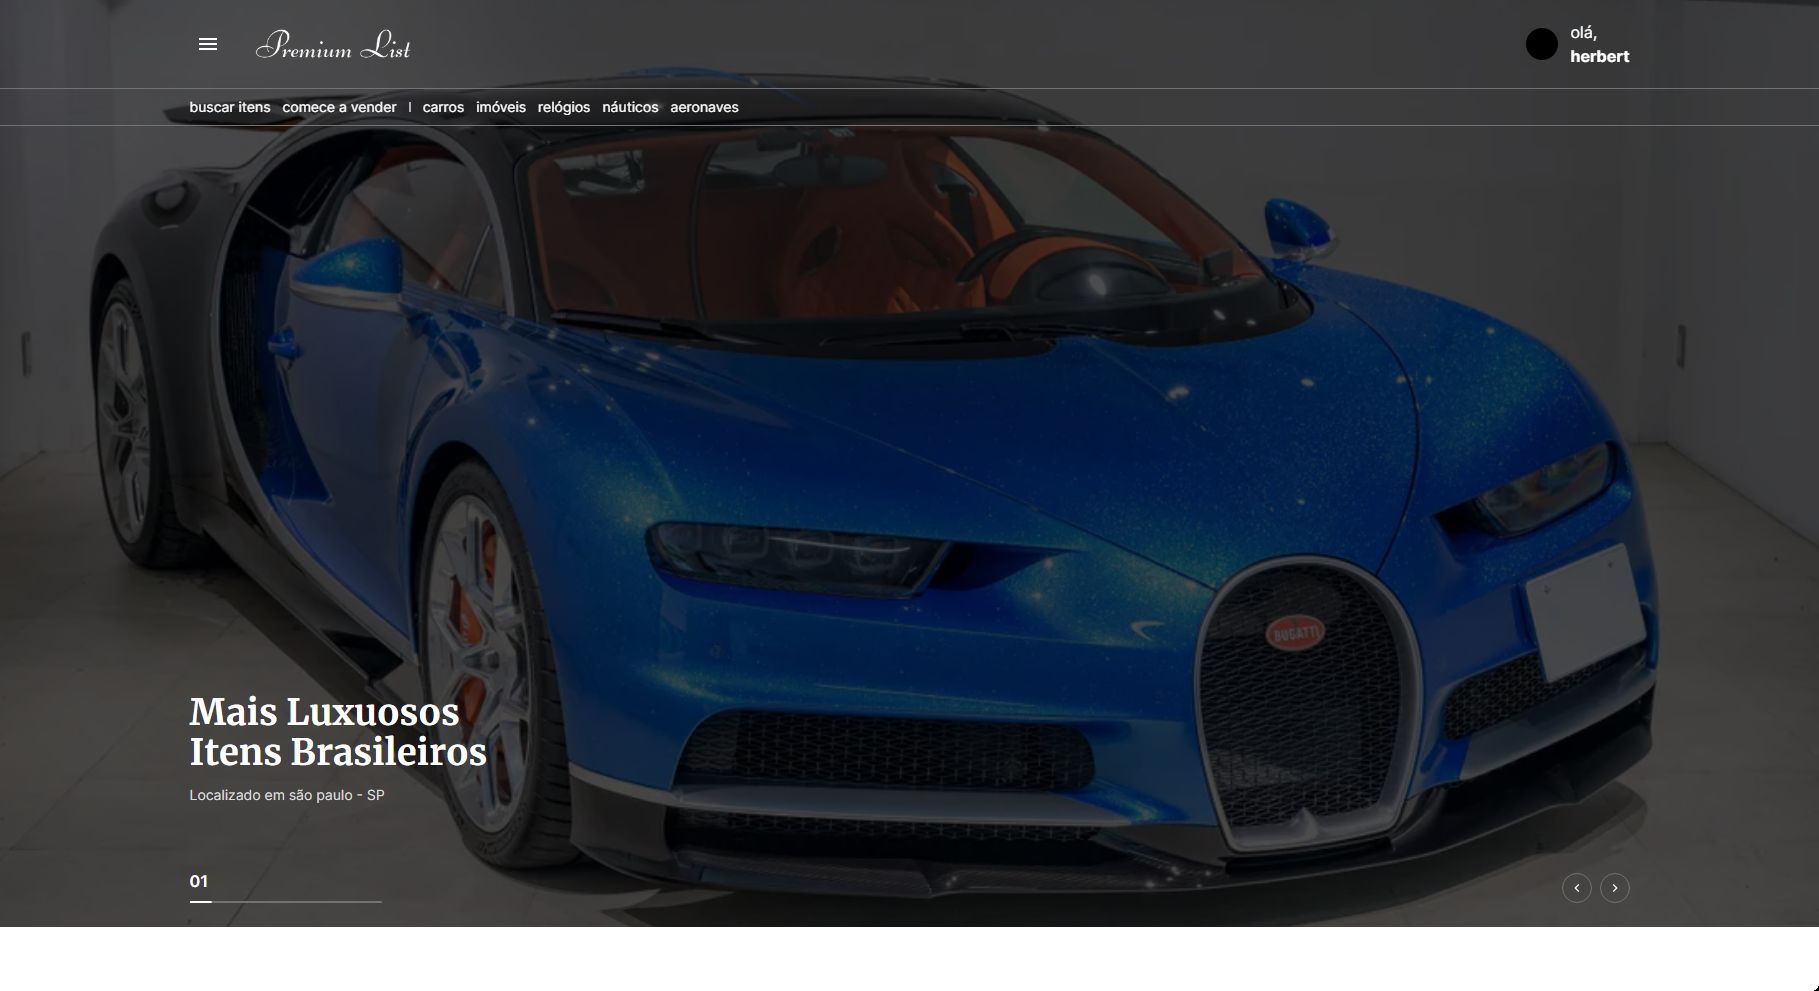 Premium List
olá,
herbert
buscar itens comece a vender | carros imóveis relógios náuticos aeronaves
BUGATTI
Mais Luxuosos
Itens Brasileiros
Localizado em são paulo - SP
01